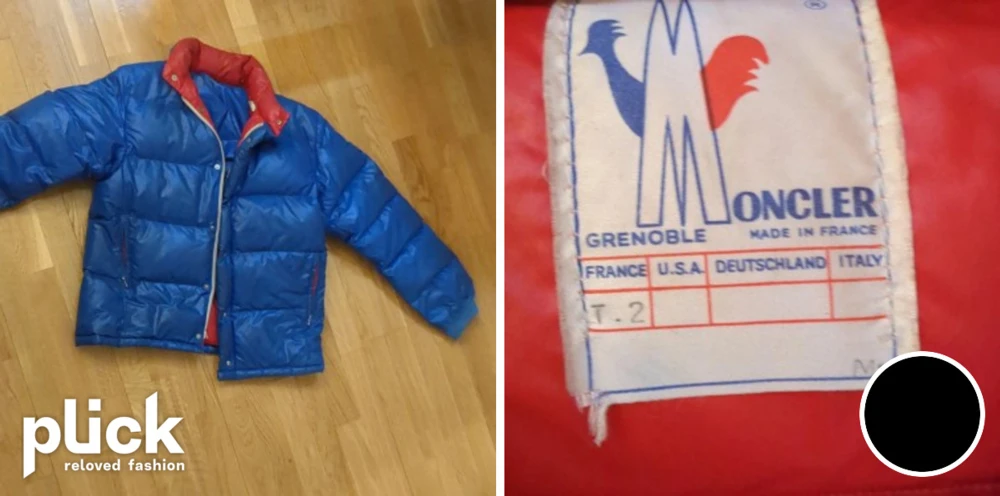 plick
reloved fashion
®
MONCLER
GRENOBLE MADE IN FRANCE
FRANCE U.S.A. DEUTSCHLAND ITALY
T.2